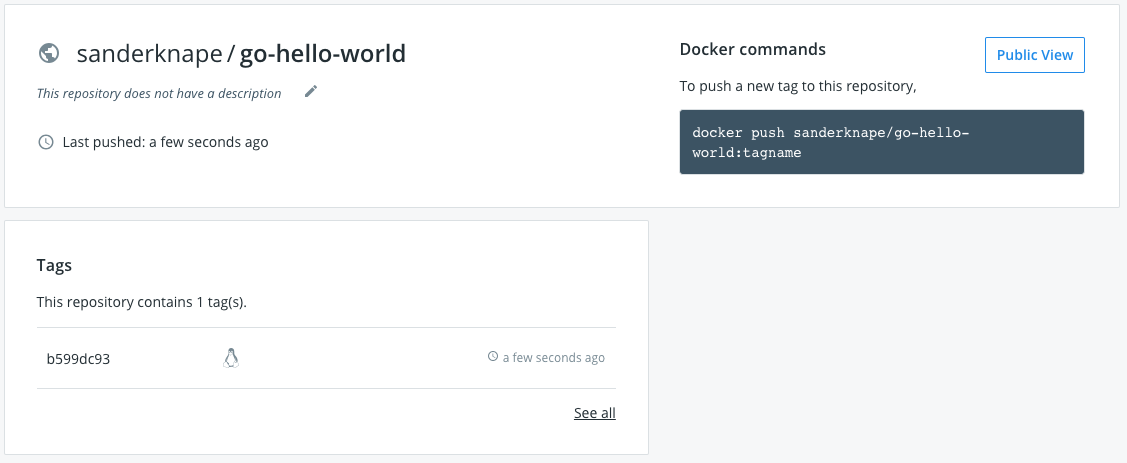 sanderknape / go-hello-world
This repository does not have a description
Last pushed: a few seconds ago
Docker commands
Public View
To push a new tag to this repository,
docker push sanderknape/go-hello-
world:tagname
Tags
This repository contains 1 tag(s).
b599dc93
a few seconds ago
See all